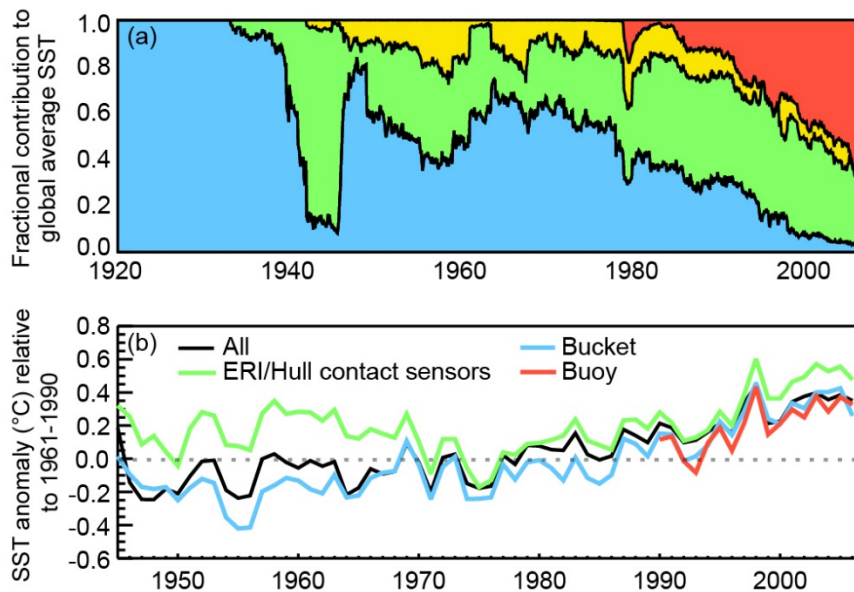 Fractional contribution to
global average SST
(a)
1.0
0.8
0.6
0.4
0.2
0.0
1920 1940 1960 1980 2000
SST anomaly (°C) relative
to 1961-1990
(b)
All Bucket
ERI/Hull contact sensors Buoy
0.8
0.6
0.4
0.2
0.0
-0.2
-0.4
-0.6
1950 1960 1970 1980 1990 2000